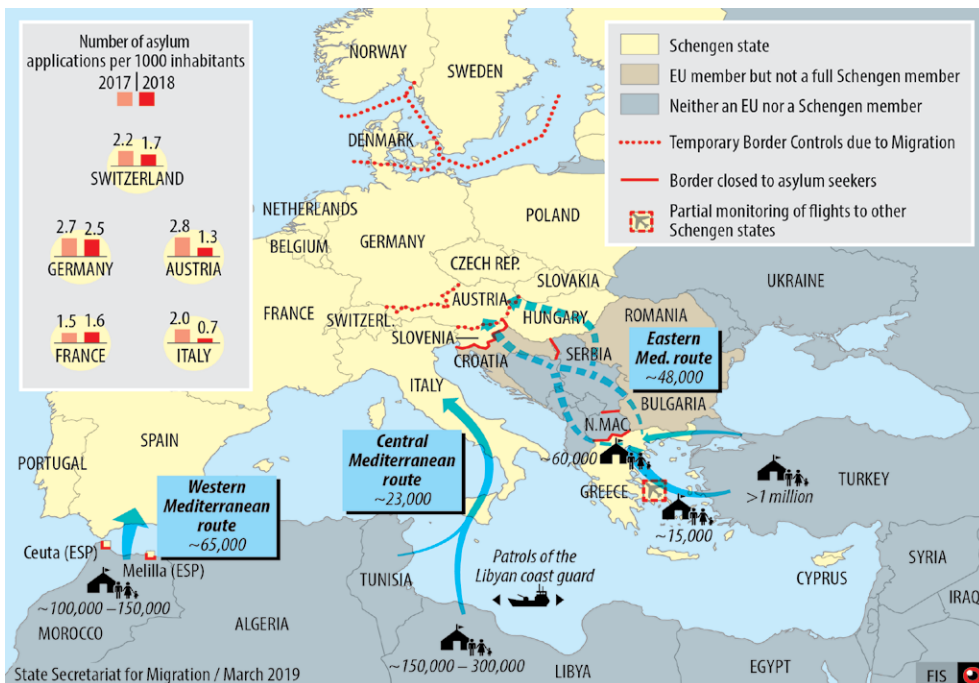 Number of asylum
applications per 1000 inhabitants
2017 | 2018
2.2 1.7
SWITZERLAND
2.7 2.5
GERMANY
2.8 1.3
AUSTRIA
1.5 1.6
FRANCE
2.0 0.7
ITALY
Schengen state
EU member but not a full Schengen member
Neither an EU nor a Schengen member
Temporary Border Controls due to Migration
Border closed to asylum seekers
Partial monitoring of flights to other
Schengen states
NORWAY
SWEDEN
DENMARK
NETHERLANDS
BELGIUM
GERMANY
POLAND
CZECH REP.
SLOVAKIA
UKRAINE
FRANCE
SWITZERL.
AUSTRIA
HUNGARY
ROMANIA
SLOVENIA
CROATIA
SERBIA
Eastern
Med. route
~48,000
ITALY
BULGARIA
N.MAC.
PORTUGAL
SPAIN
Central
Mediterranean
route
~23,000
~60,000
GREECE
>1 million
TURKEY
~15,000
Western
Mediterranean
route
~65,000
Ceuta (ESP)
Melilla (ESP)
~100,000 –150,000
MOROCCO
ALGERIA
TUNISIA
Patrols of the
Libyan coast guard
CYPRUS
SYRIA
IRAQ
~150,000 – 300,000
LIBYA
EGYPT
State Secretariat for Migration / March 2019
FIS